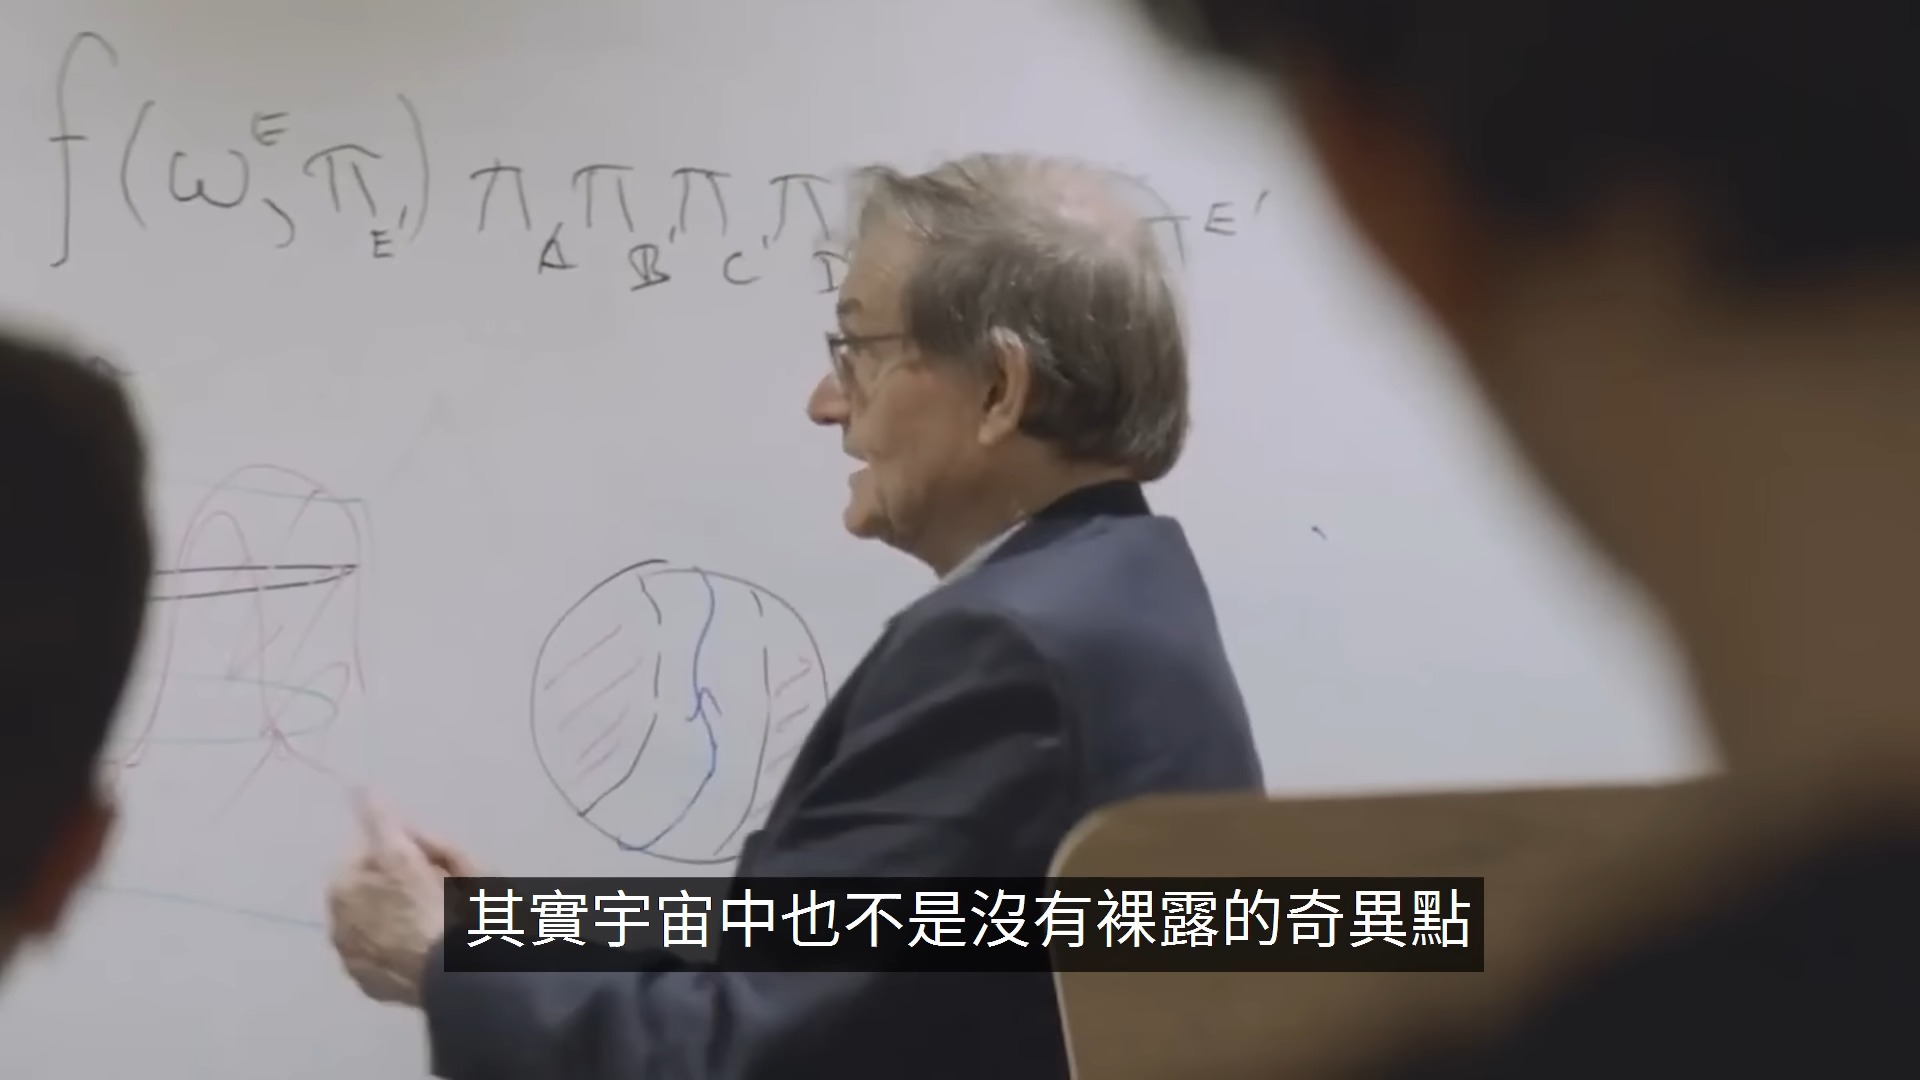 f(ω^E, π_E') π_A' π_B' π_C' π_D E'
其實宇宙中也不是沒有裸露的奇異點